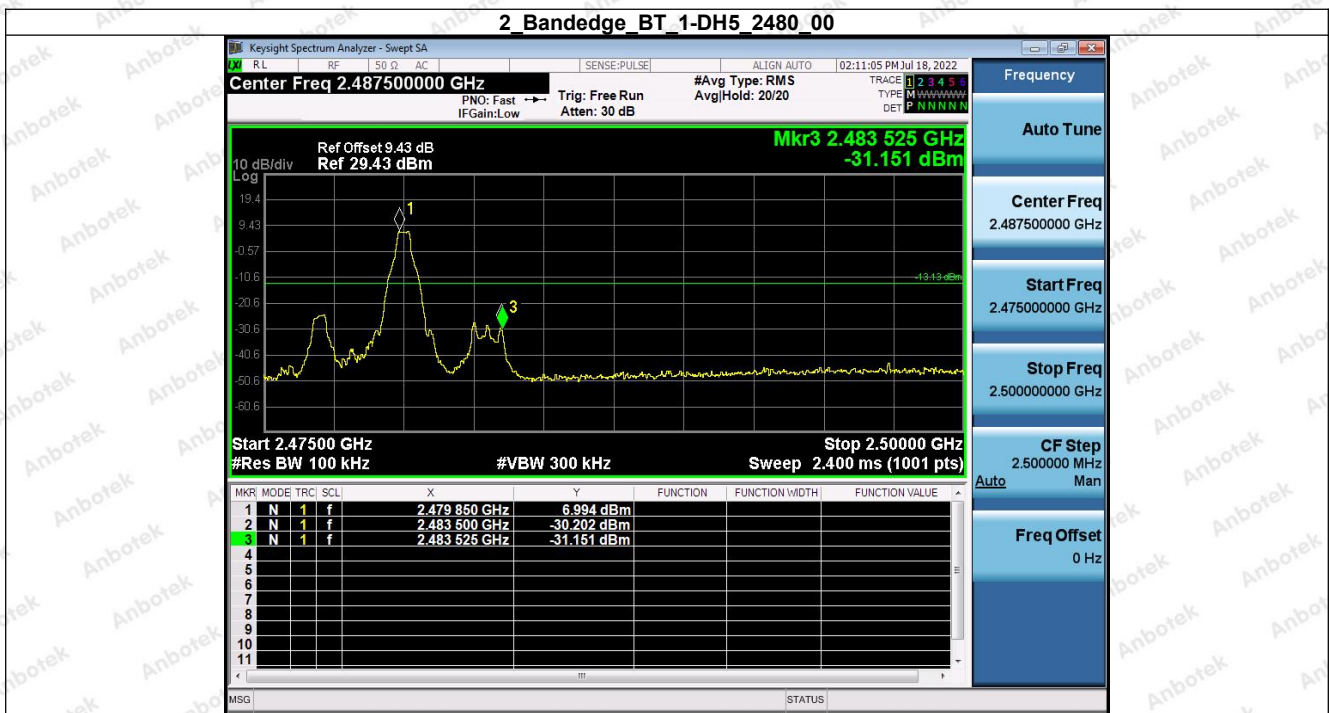 2_Bandedge_BT_1-DH5_2480_00
Keysight Spectrum Analyzer - Swept SA
LXI RL RF 50 Ω AC SENSE:PULSE ALIGN AUTO 02:11:05 PM Jul 18, 2022
Center Freq 2.487500000 GHz
PNO: Fast
IFGain:Low
Trig: Free Run
Atten: 30 dB
#Avg Type: RMS
Avg|Hold: 20/20
TRACE 1 2 3 4 5 6
TYPE MWWWWW
DET P N N N N N
Mkr3 2.483 525 GHz
-31.151 dBm
Ref Offset 9.43 dB
10 dB/div Ref 29.43 dBm
Log
19.4
9.43
-0.57
-10.6
-20.6
-30.6
-40.6
-50.6
-60.6
1
3
-13.13 dBm
Start 2.47500 GHz Stop 2.50000 GHz
#Res BW 100 kHz #VBW 300 kHz Sweep 2.400 ms (1001 pts)
MKR MODE TRC SCL X Y FUNCTION FUNCTION WIDTH FUNCTION VALUE
1 N 1 f 2.479 850 GHz 6.994 dBm
2 N 1 f 2.483 500 GHz -30.202 dBm
3 N 1 f 2.483 525 GHz -31.151 dBm
4
5
6
7
8
9
10
11
MSG STATUS
Frequency
Auto Tune
Center Freq
2.487500000 GHz
Start Freq
2.475000000 GHz
Stop Freq
2.500000000 GHz
CF Step
2.500000 MHz
Auto Man
Freq Offset
0 Hz
Anbotek